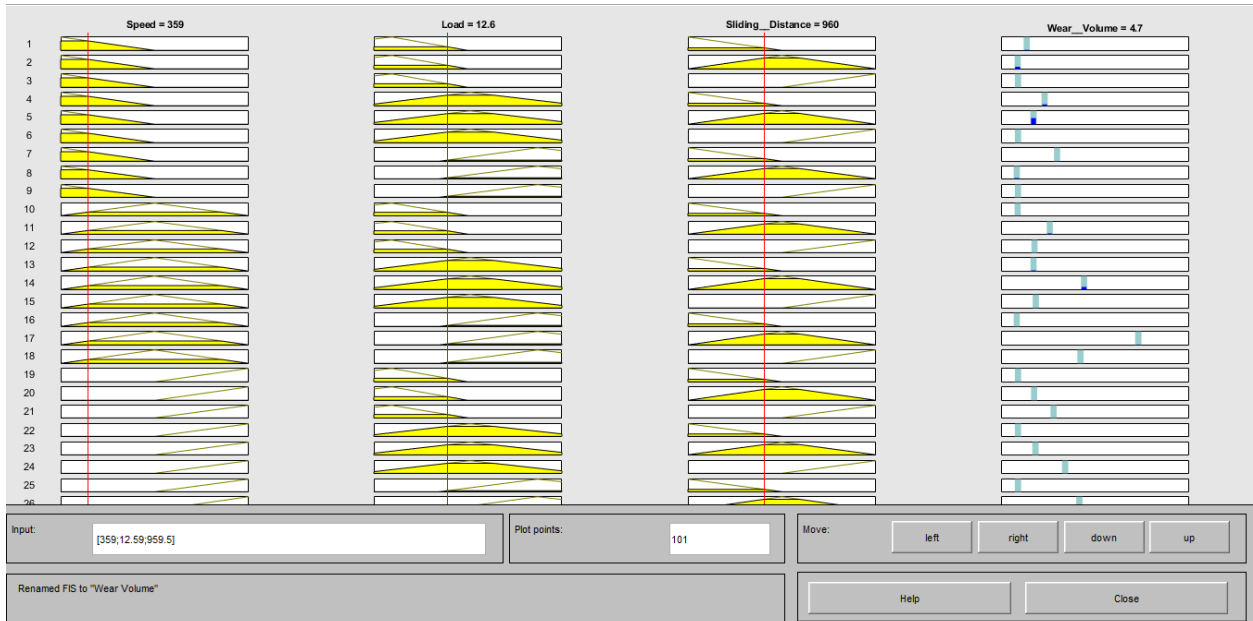 Speed = 359
Load = 12.6
Sliding__Distance = 960
Wear__Volume = 4.7
1
2
3
4
5
6
7
8
9
10
11
12
13
14
15
16
17
18
19
20
21
22
23
24
25
26
Input:
[359;12.59;959.5]
Plot points:
101
Move:
left
right
down
up
Renamed FIS to "Wear Volume"
Help
Close